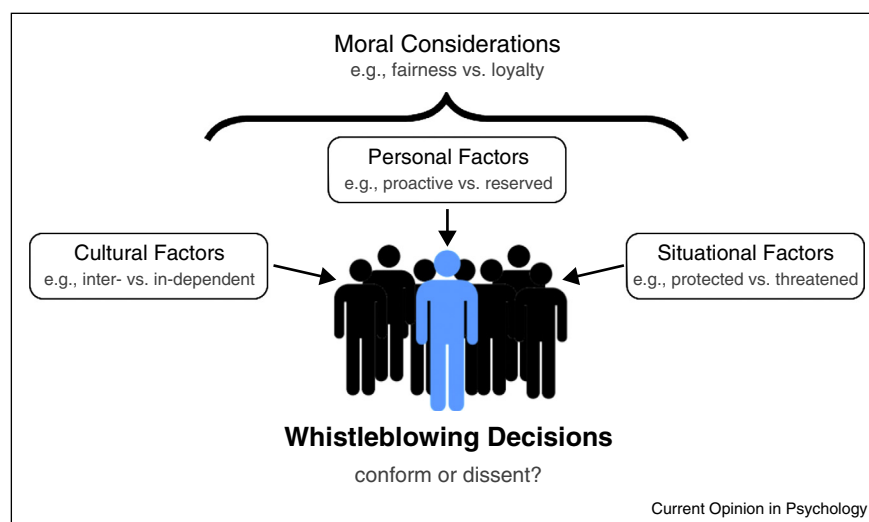 Moral Considerations
e.g., fairness vs. loyalty
Personal Factors
e.g., proactive vs. reserved
Cultural Factors
e.g., inter- vs. in-dependent
Situational Factors
e.g., protected vs. threatened
Whistleblowing Decisions
conform or dissent?
Current Opinion in Psychology